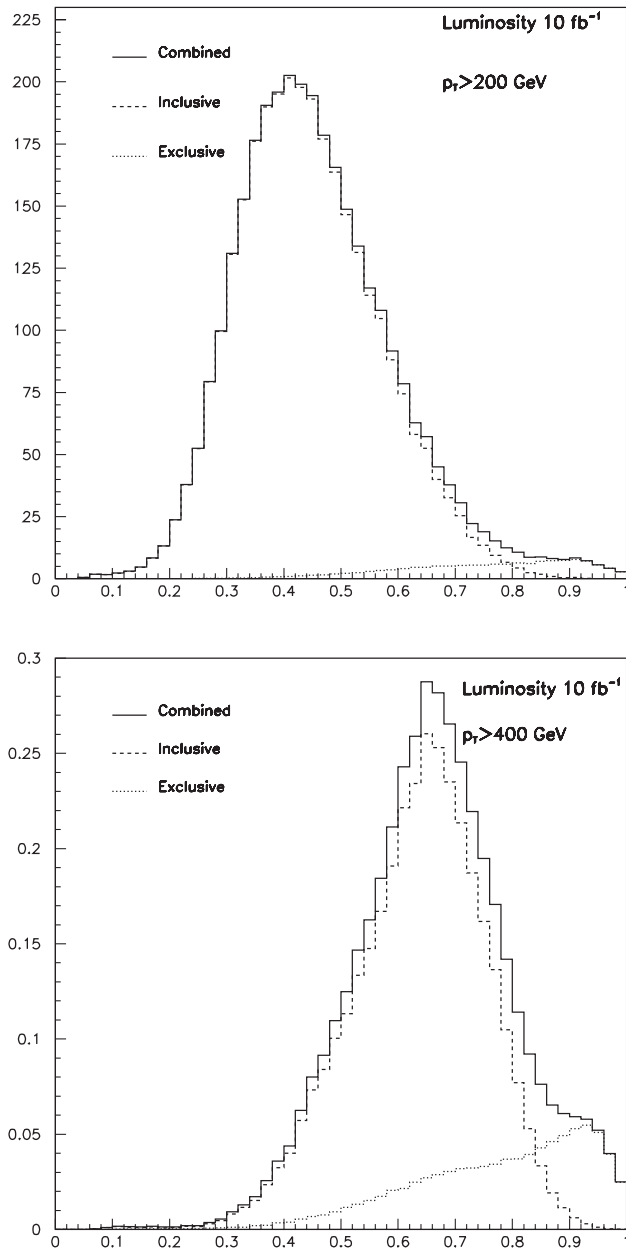 225
Luminosity 10 fb⁻¹
Combined
200
p_T>200 GeV
Inclusive
175
Exclusive
150
125
100
75
50
25
0
0 0.1 0.2 0.3 0.4 0.5 0.6 0.7 0.8 0.9 1
0.3
Luminosity 10 fb⁻¹
Combined
p_T>400 GeV
Inclusive
0.25
Exclusive
0.2
0.15
0.1
0.05
0
0 0.1 0.2 0.3 0.4 0.5 0.6 0.7 0.8 0.9 1